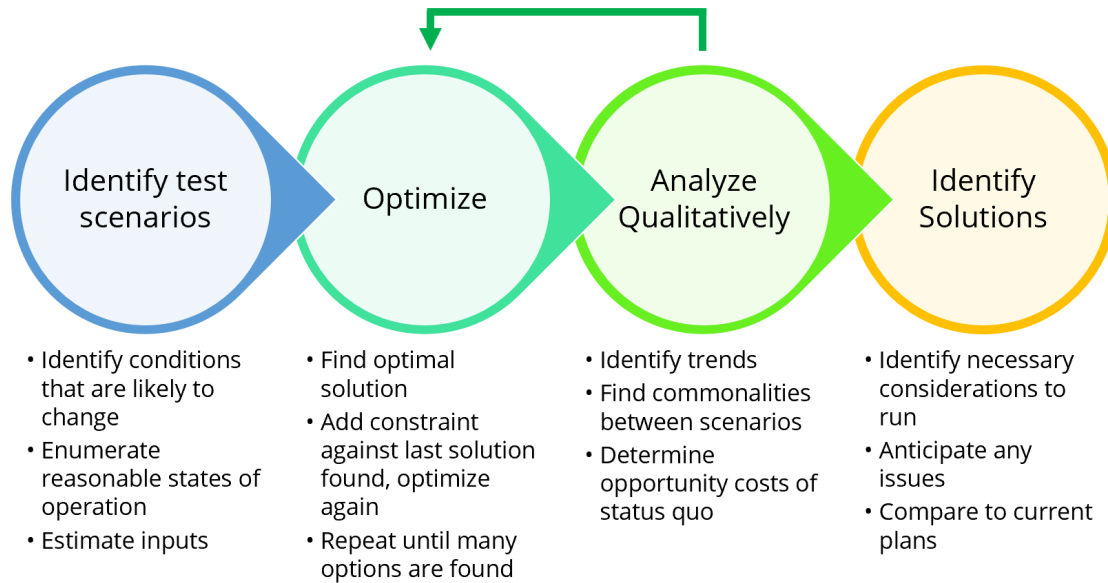 Identify test
scenarios
Optimize
Analyze
Qualitatively
Identify
Solutions
• Identify conditions
that are likely to
change
• Enumerate
reasonable states of
operation
• Estimate inputs
• Find optimal
solution
• Add constraint
against last solution
found, optimize
again
• Repeat until many
options are found
• Identify trends
• Find commonalities
between scenarios
• Determine
opportunity costs of
status quo
• Identify necessary
considerations to
run
• Anticipate any
issues
• Compare to current
plans